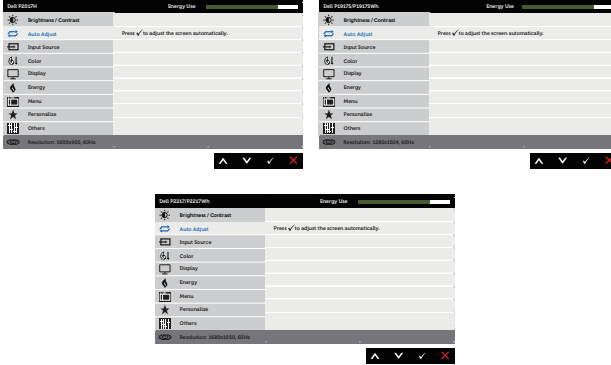 Dell P2017H Energy Use
Brightness / Contrast
Auto Adjust Press ✓ to adjust the screen automatically.
Input Source
Color
Display
Energy
Menu
Personalize
Others
Resolution: 1600x900, 60Hz
Dell P1917S/P1917SWh Energy Use
Brightness / Contrast
Auto Adjust Press ✓ to adjust the screen automatically.
Input Source
Color
Display
Energy
Menu
Personalize
Others
Resolution: 1280x1024, 60Hz
Dell P2217/P2217Wh Energy Use
Brightness / Contrast
Auto Adjust Press ✓ to adjust the screen automatically.
Input Source
Color
Display
Energy
Menu
Personalize
Others
Resolution: 1680x1050, 60Hz